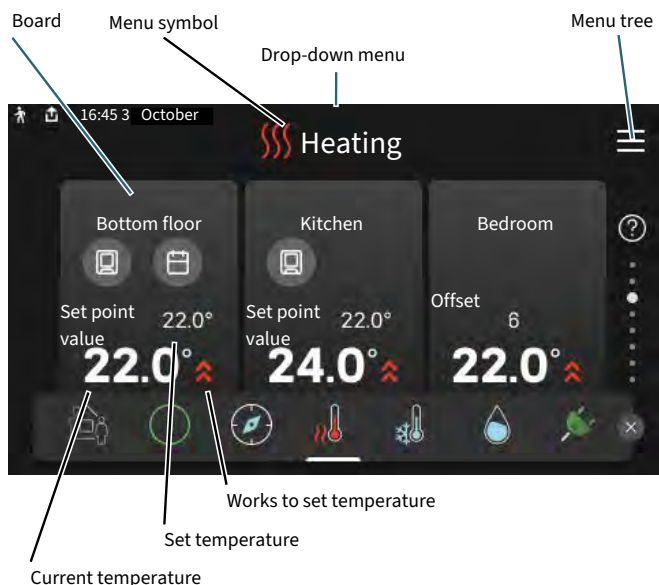 Board
Menu symbol
Menu tree
Drop-down menu
16:45 3 October
Heating
Bottom floor
Kitchen
Bedroom
?
Set point value 22.0°
Set point value 22.0°
Offset 6
22.0°
24.0°
22.0°
Works to set temperature
Set temperature
Current temperature